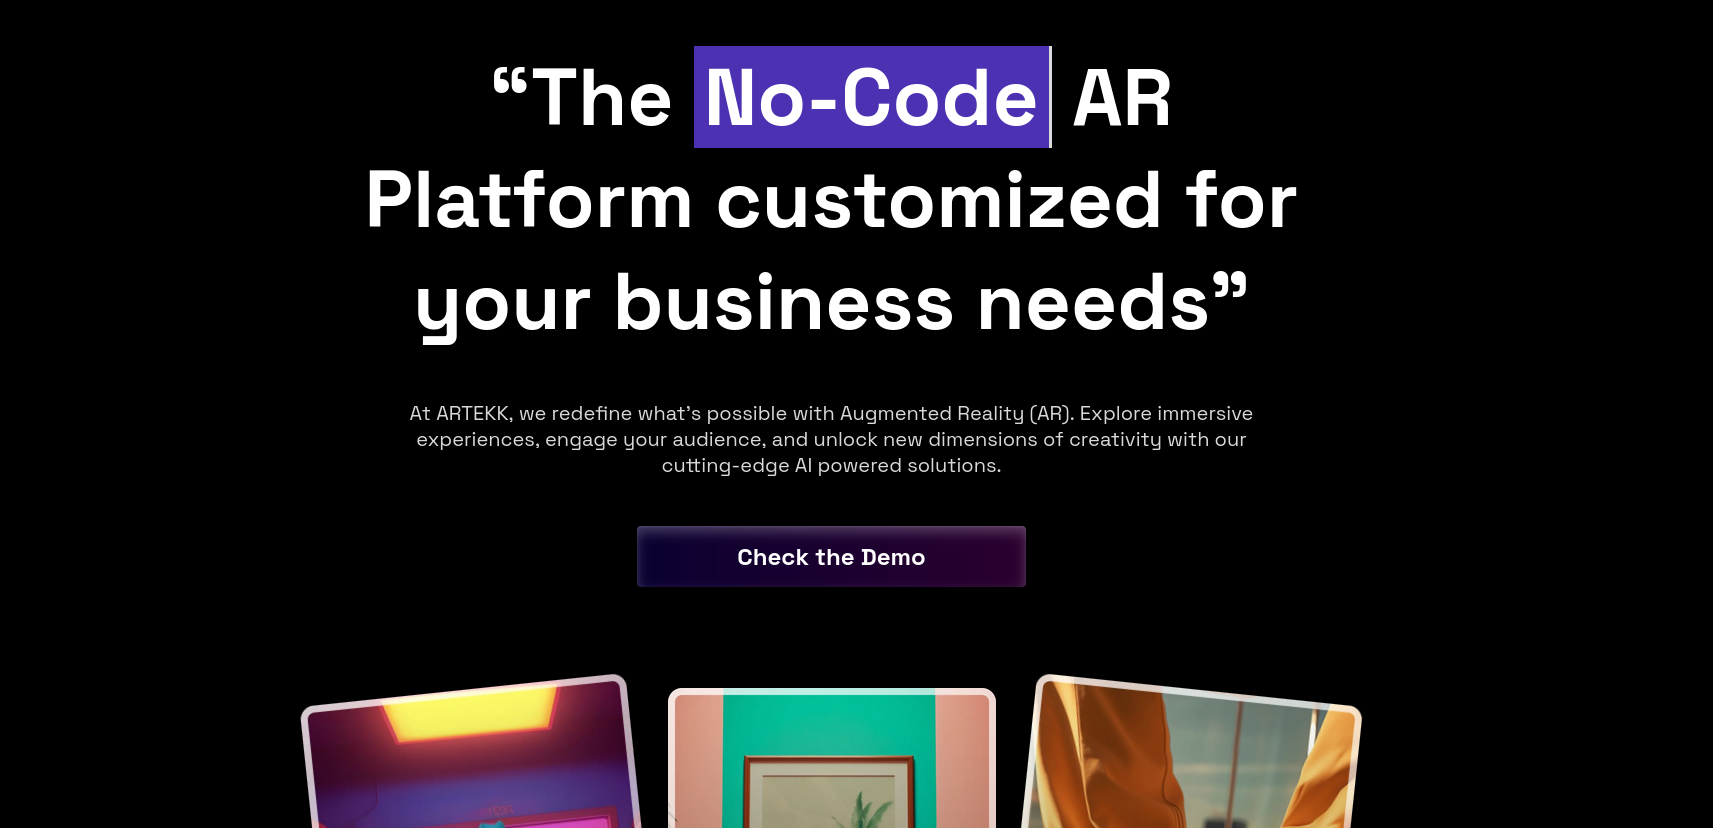 “The No-Code AR
Platform customized for
your business needs”
At ARTEKK, we redefine what's possible with Augmented Reality (AR). Explore immersive
experiences, engage your audience, and unlock new dimensions of creativity with our
cutting-edge AI powered solutions.
Check the Demo